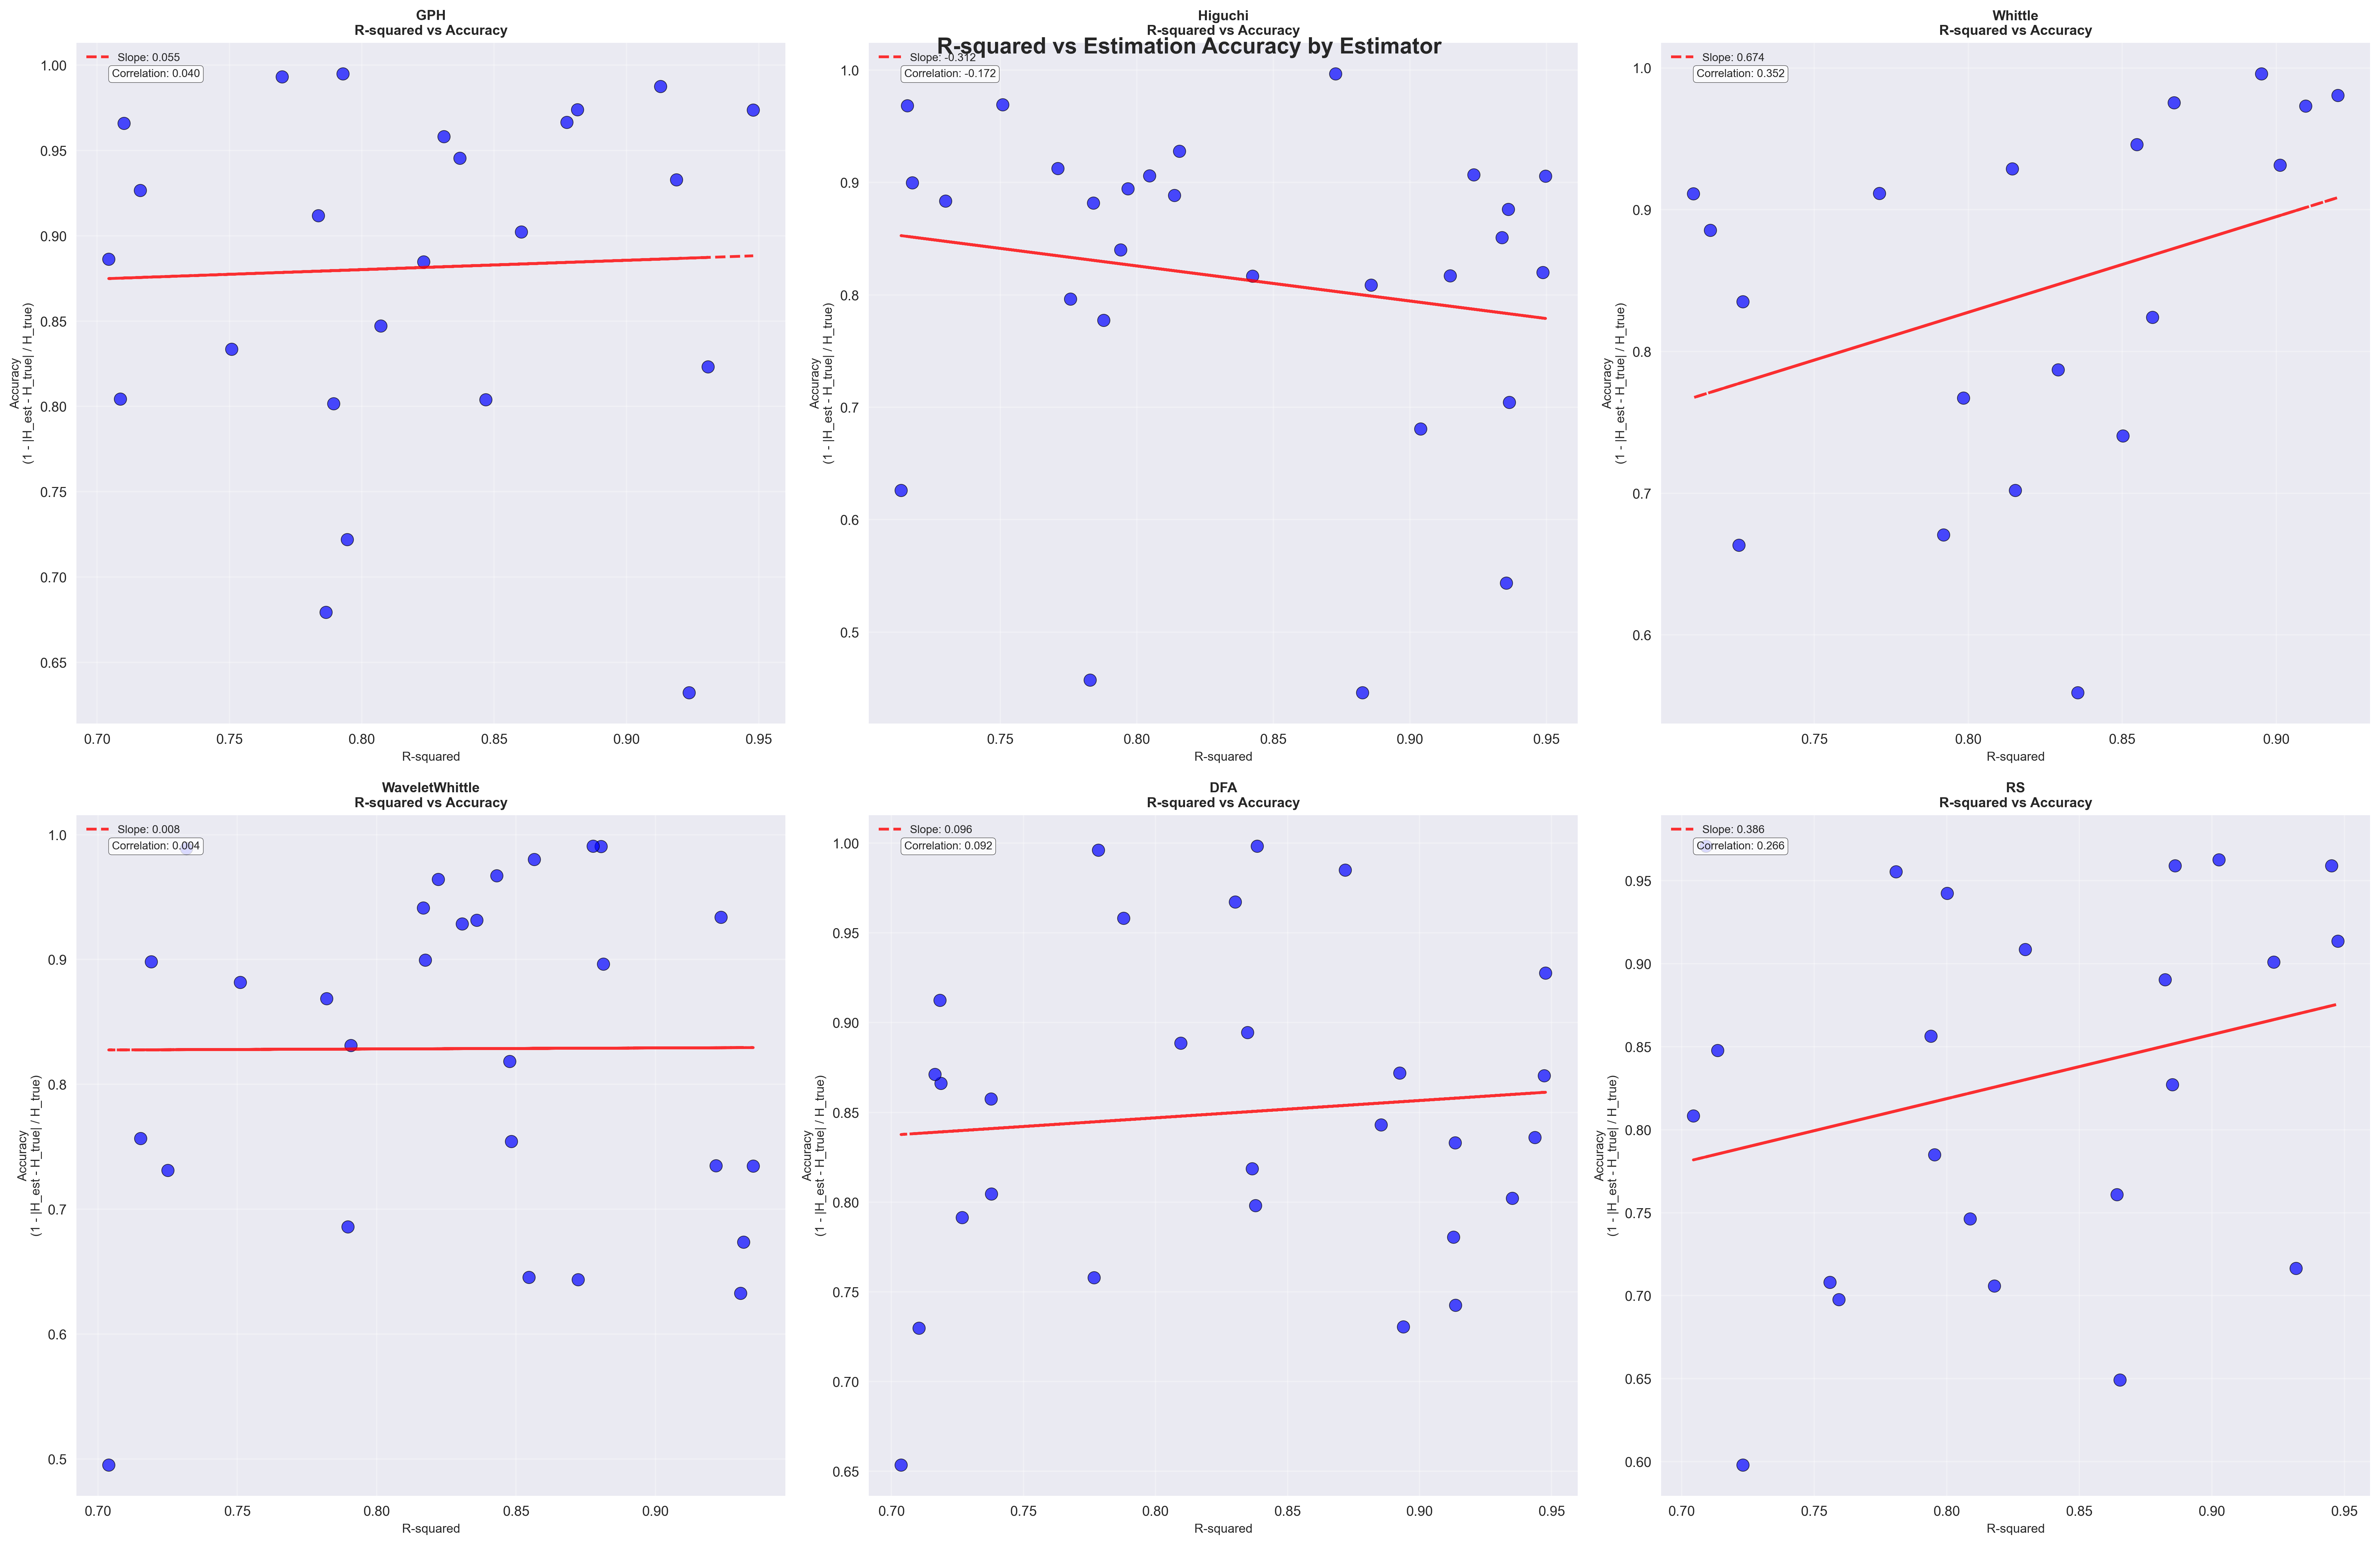 R-squared vs Estimation Accuracy by Estimator
GPH
R-squared vs Accuracy
Slope: 0.055
Correlation: 0.040
1.00
0.95
0.90
0.85
0.80
0.75
0.70
0.65
Accuracy
(1 - |H_est - H_true| / H_true)
0.70 0.75 0.80 0.85 0.90 0.95
R-squared
Higuchi
R-squared vs Accuracy
Slope: -0.312
Correlation: -0.172
1.0
0.9
0.8
0.7
0.6
0.5
Accuracy
(1 - |H_est - H_true| / H_true)
0.75 0.80 0.85 0.90 0.95
R-squared
Whittle
R-squared vs Accuracy
Slope: 0.674
Correlation: 0.352
1.0
0.9
0.8
0.7
0.6
Accuracy
(1 - |H_est - H_true| / H_true)
0.75 0.80 0.85 0.90
R-squared
WaveletWhittle
R-squared vs Accuracy
Slope: 0.008
Correlation: 0.004
1.0
0.9
0.8
0.7
0.6
0.5
Accuracy
(1 - |H_est - H_true| / H_true)
0.70 0.75 0.80 0.85 0.90
R-squared
DFA
R-squared vs Accuracy
Slope: 0.096
Correlation: 0.092
1.00
0.95
0.90
0.85
0.80
0.75
0.70
0.65
Accuracy
(1 - |H_est - H_true| / H_true)
0.70 0.75 0.80 0.85 0.90 0.95
R-squared
RS
R-squared vs Accuracy
Slope: 0.386
Correlation: 0.266
0.95
0.90
0.85
0.80
0.75
0.70
0.65
0.60
Accuracy
(1 - |H_est - H_true| / H_true)
0.70 0.75 0.80 0.85 0.90 0.95
R-squared